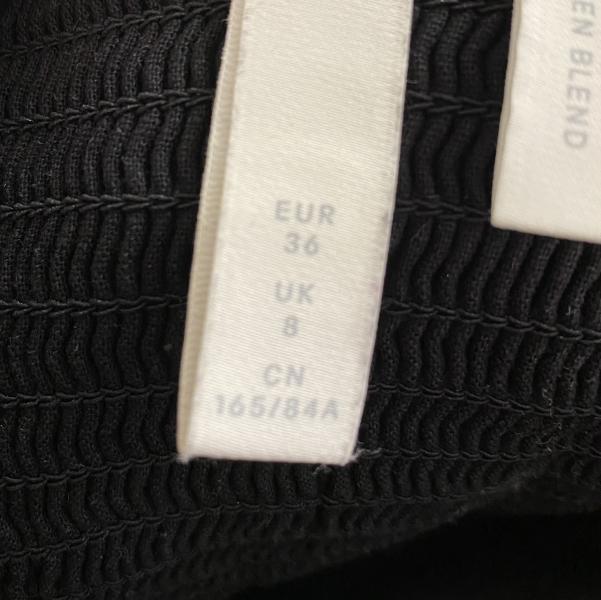 EUR
36
UK
8
CN
165/84A
EN BLEND